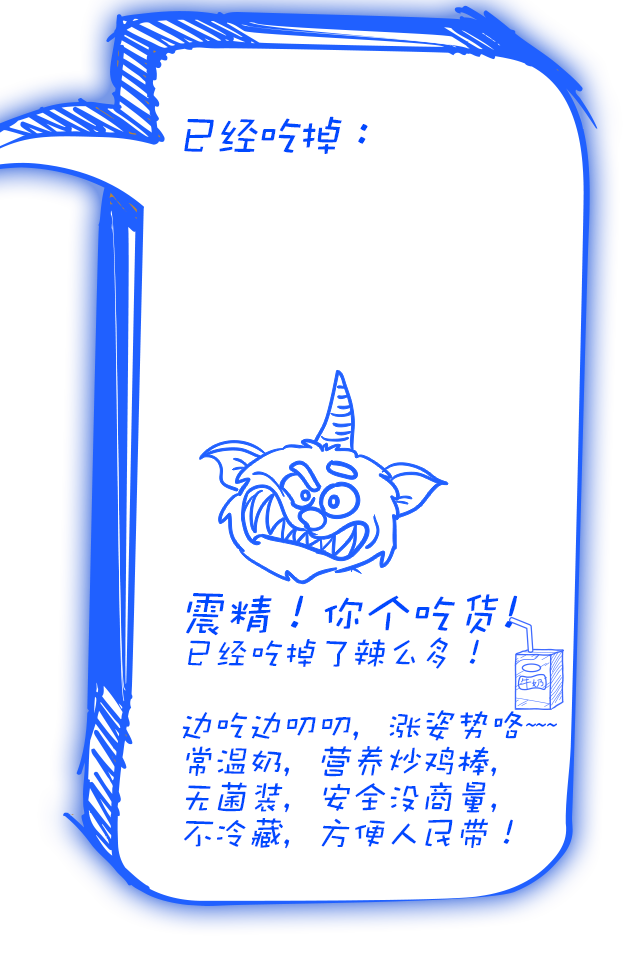 已经吃掉：
震精！你个吃货！
已经吃掉了辣么多！
牛奶
边吃边叨叨，涨姿势咯~~~
常温奶，营养炒鸡棒，
无菌装，安全没商量，
不冷藏，方便人民带！